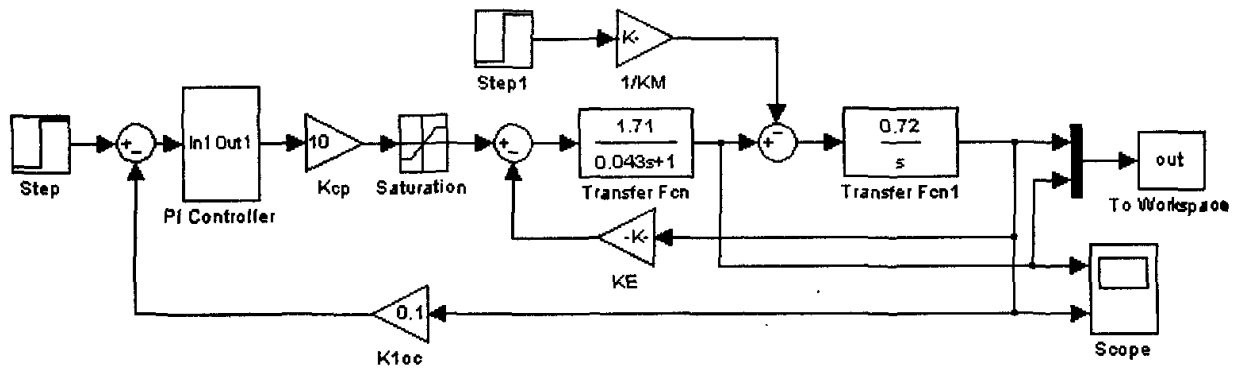 K-
Step1
1/KM
In1 Out1
10
1.71
0.043s+1
0.72
s
out
Step
PI Controller
Kcp
Saturation
Transfer Fcn
Transfer Fcn1
To Workspace
-K-
KE
0.1
K1oc
Scope